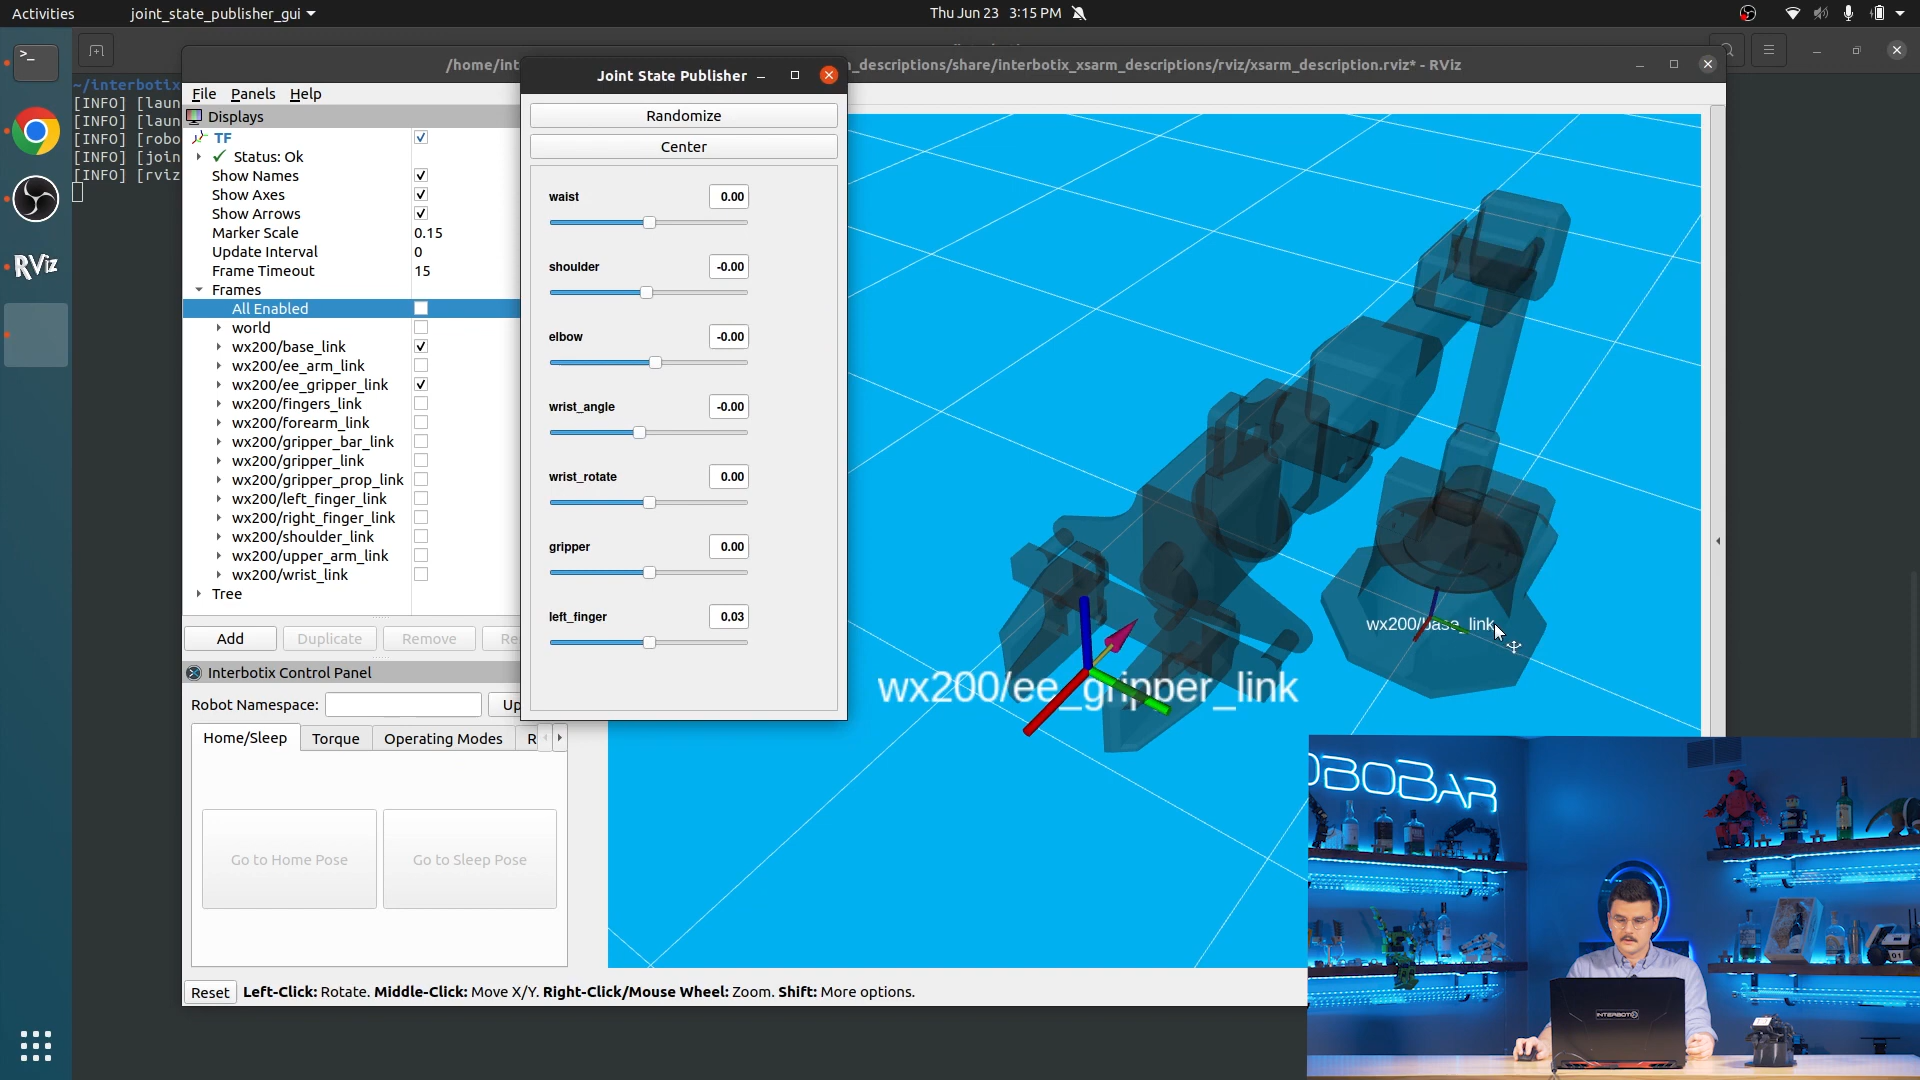 Activities
joint_state_publisher_gui
Thu Jun 23 3:15 PM
~/interbotix
[INFO] [laun
[INFO] [laun
[INFO] [robo
[INFO] [join
[INFO] [rviz
/home/int
m_descriptions/share/interbotix_xsarm_descriptions/rviz/xsarm_description.rviz* - RViz
File Panels Help
Displays
TF
Status: Ok
Show Names
Show Axes
Show Arrows
Marker Scale 0.15
Update Interval 0
Frame Timeout 15
Frames
All Enabled
world
wx200/base_link
wx200/ee_arm_link
wx200/ee_gripper_link
wx200/fingers_link
wx200/forearm_link
wx200/gripper_bar_link
wx200/gripper_link
wx200/gripper_prop_link
wx200/left_finger_link
wx200/right_finger_link
wx200/shoulder_link
wx200/upper_arm_link
wx200/wrist_link
Tree
Add Duplicate Remove Re
Interbotix Control Panel
Robot Namespace: Up
Home/Sleep Torque Operating Modes R
Go to Home Pose Go to Sleep Pose
Reset Left-Click: Rotate. Middle-Click: Move X/Y. Right-Click/Mouse Wheel: Zoom. Shift: More options.
Joint State Publisher
Randomize
Center
waist 0.00
shoulder -0.00
elbow -0.00
wrist_angle -0.00
wrist_rotate 0.00
gripper 0.00
left_finger 0.03
wx200/base_link
wx200/ee_gripper_link
RViz
OBOBAR
INTERBOTIX